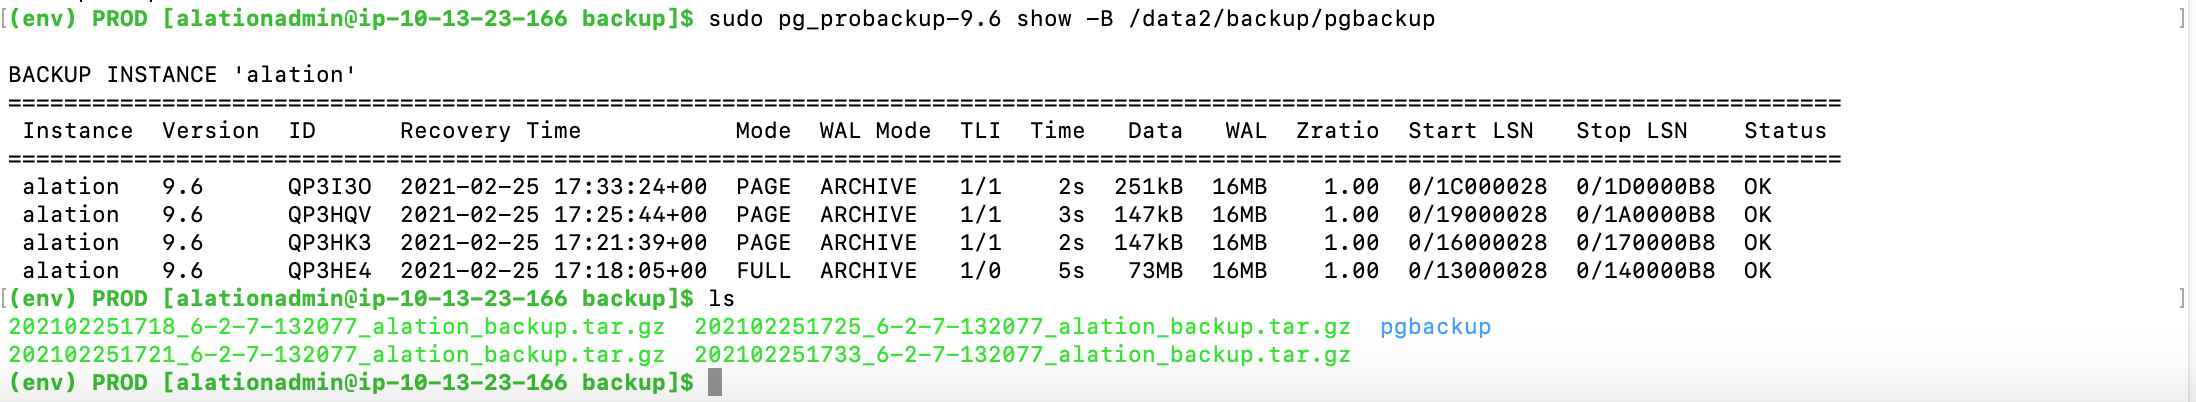 [(env) PROD [alationadmin@ip-10-13-23-166 backup]$ sudo pg_probackup-9.6 show -B /data2/backup/pgbackup ]
BACKUP INSTANCE 'alation'
===================================================================================================================================
Instance  Version  ID      Recovery Time           Mode  WAL Mode  TLI  Time   Data   WAL  Zratio  Start LSN   Stop LSN    Status
===================================================================================================================================
alation   9.6      QP3I3O  2021-02-25 17:33:24+00  PAGE  ARCHIVE   1/1    2s  251kB  16MB    1.00  0/1C000028  0/1D0000B8  OK
alation   9.6      QP3HQV  2021-02-25 17:25:44+00  PAGE  ARCHIVE   1/1    3s  147kB  16MB    1.00  0/19000028  0/1A0000B8  OK
alation   9.6      QP3HK3  2021-02-25 17:21:39+00  PAGE  ARCHIVE   1/1    2s  147kB  16MB    1.00  0/16000028  0/170000B8  OK
alation   9.6      QP3HE4  2021-02-25 17:18:05+00  FULL  ARCHIVE   1/0    5s   73MB  16MB    1.00  0/13000028  0/140000B8  OK
[(env) PROD [alationadmin@ip-10-13-23-166 backup]$ ls ]
202102251718_6-2-7-132077_alation_backup.tar.gz  202102251725_6-2-7-132077_alation_backup.tar.gz  pgbackup
202102251721_6-2-7-132077_alation_backup.tar.gz  202102251733_6-2-7-132077_alation_backup.tar.gz
(env) PROD [alationadmin@ip-10-13-23-166 backup]$